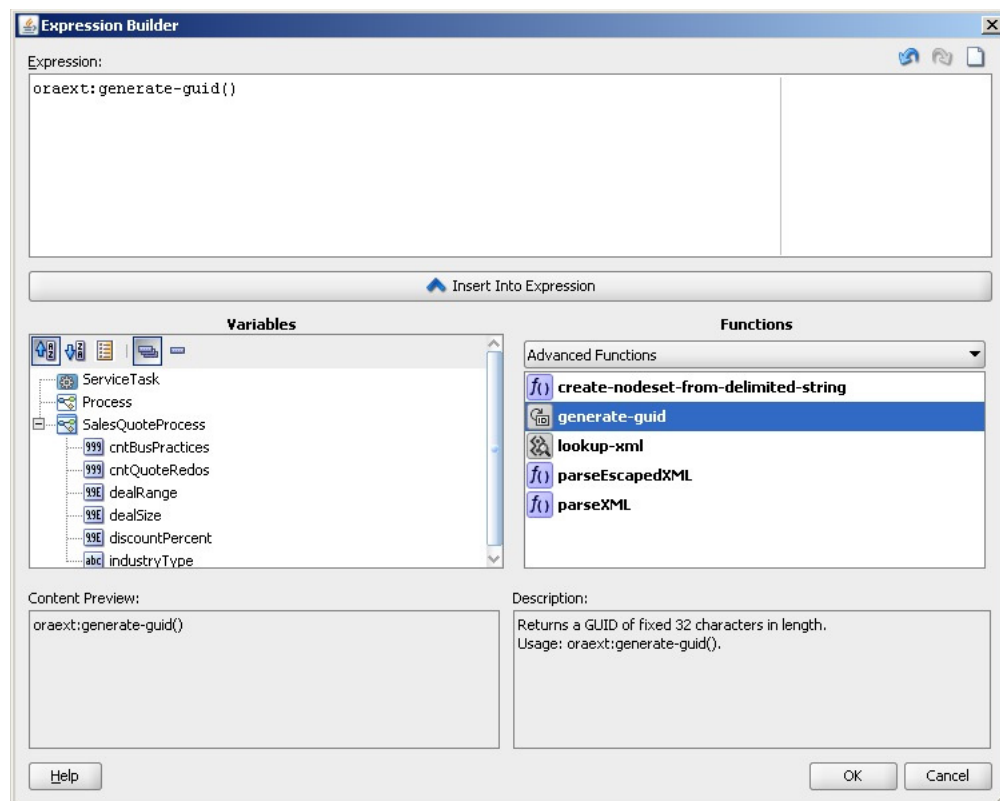 Expression Builder
Expression:
oraext:generate-guid()
Insert Into Expression
Variables
ServiceTask
Process
SalesQuoteProcess
999 cntBusPractices
999 cntQuoteRedos
99E dealRange
99E dealSize
99E discountPercent
abc industryType
Functions
Advanced Functions
f() create-nodeset-from-delimited-string
ID generate-guid
lookup-xml
f() parseEscapedXML
f() parseXML
Content Preview:
oraext:generate-guid()
Description:
Returns a GUID of fixed 32 characters in length.
Usage: oraext:generate-guid().
Help
OK
Cancel